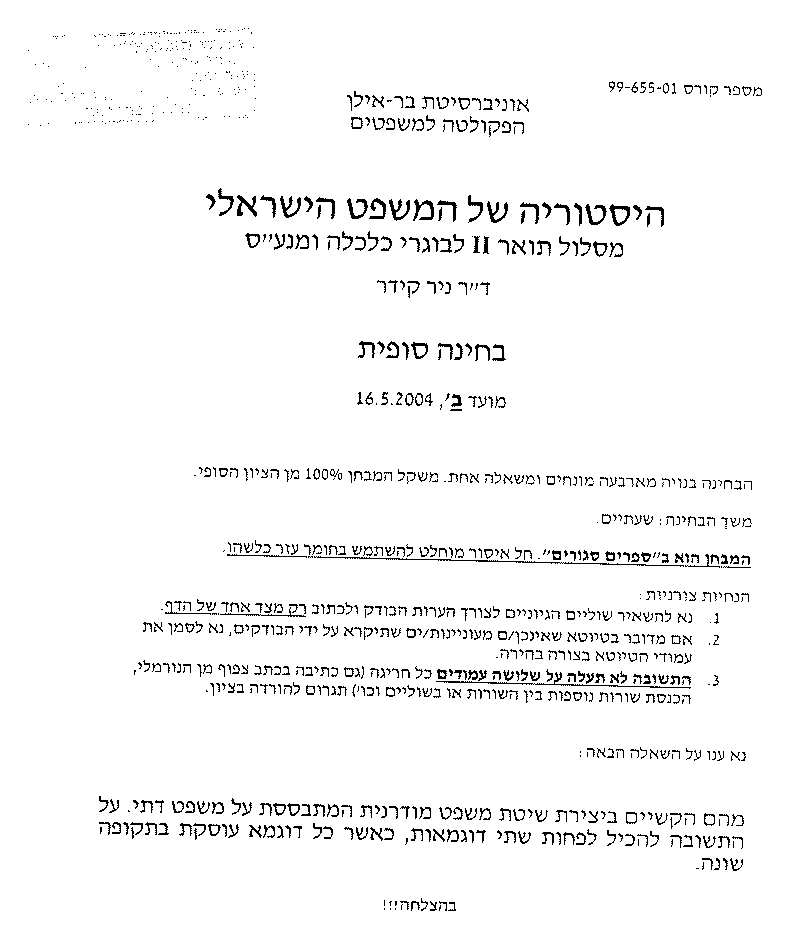 מספר קורס 99-655-01
אוניברסיטת בר-אילן
הפקולטה למשפטים
היסטוריה של המשפט הישראלי
מסלול תואר II לבוגרי כלכלה ומנע״ס
ד״ר ניר קידר
בחינה סופית
מועד ב׳, 16.5.2004
הבחינה בנויה מארבעה מונחים ומשאלה אחת. משקל המבחן 100% מן הציון הסופי.
משך הבחינה: שעתיים.
המבחן הוא ב״ספרים סגורים״. חל איסור מוחלט להשתמש בחומר עזר כלשהו.
הנחיות צורניות:
1. נא להשאיר שוליים הגיוניים לצורך הערות הבודק ולכתוב רק מצד אחד של הדף.
2. אם מדובר בטיוטא שאינכן/ם מעוניינות/ים שתיקרא על ידי הבודקים, נא לסמן את
עמודי הטיוטא בצורה בהירה.
3. התשובה לא תעלה על שלושה עמודים כל חריגה (גם כתיבה בכתב צפוף מן הנורמלי,
הכנסת שורות נוספות בין השורות או בשוליים וכו׳) תגרום להורדה בציון.
נא ענו על השאלה הבאה:
מהם הקשיים ביצירת שיטת משפט מודרנית המתבססת על משפט דתי. על
התשובה להכיל לפחות שתי דוגמאות, כאשר כל דוגמא עוסקת בתקופה
שונה.
בהצלחה!!!